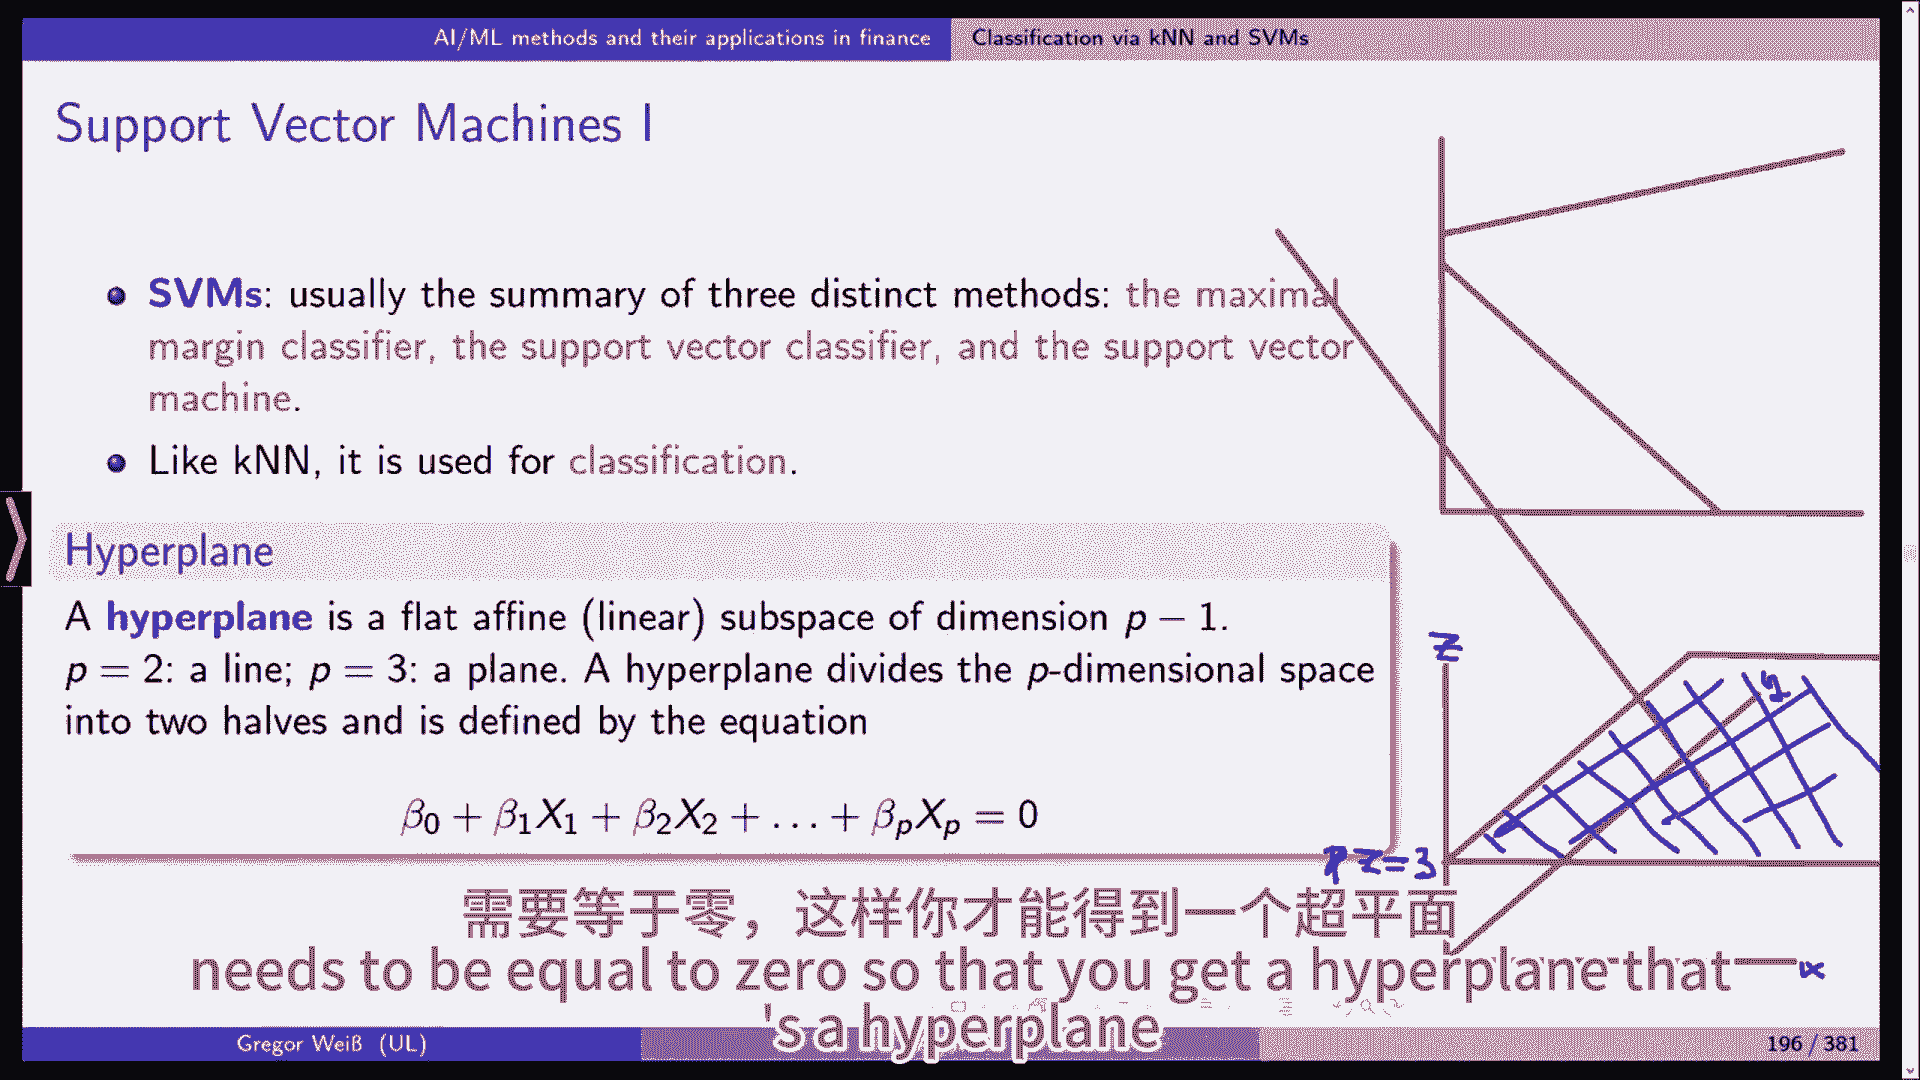 AI/ML methods and their applications in finance
Classification via kNN and SVMs
Support Vector Machines I
SVMs: usually the summary of three distinct methods: the maximal
margin classifier, the support vector classifier, and the support vector
machine.
Like kNN, it is used for classification.
Hyperplane
A hyperplane is a flat affine (linear) subspace of dimension p − 1.
p = 2: a line; p = 3: a plane. A hyperplane divides the p-dimensional space
into two halves and is defined by the equation
β₀ + β₁X₁ + β₂X₂ + … + βₚXₚ = 0
z
y
z=3
x
需要等于零，这样你才能得到一个超平面
needs to be equal to zero so that you get a hyperplane that
's a hyperplane
Gregor Weiß (UL)
196 / 381